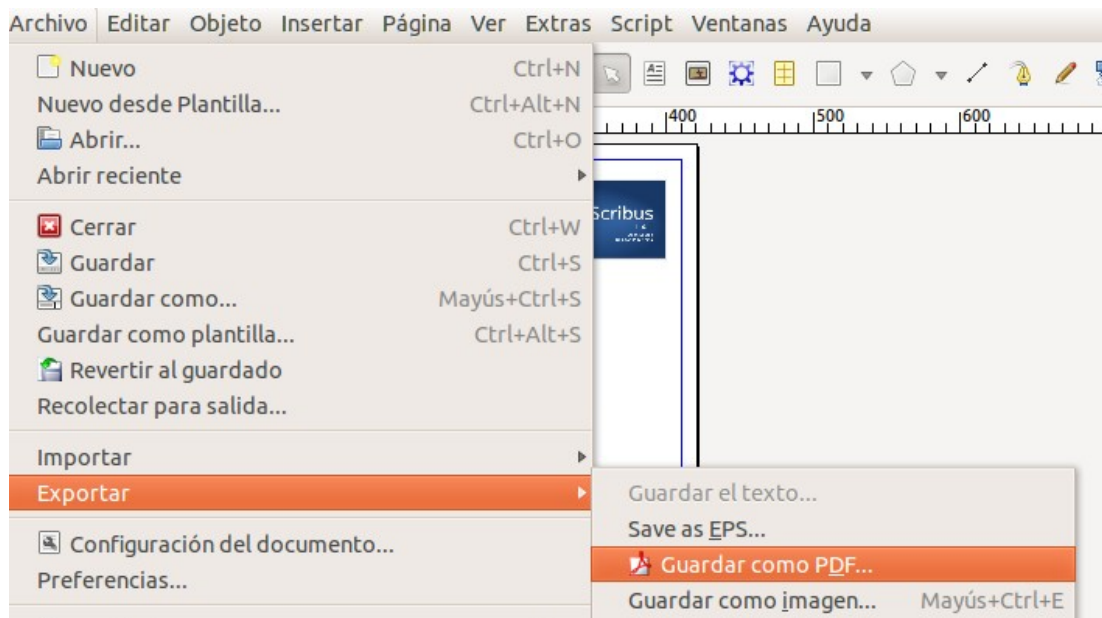 Archivo Editar Objeto Insertar Página Ver Extras Script Ventanas Ayuda
Nuevo Ctrl+N
Nuevo desde Plantilla... Ctrl+Alt+N
Abrir... Ctrl+O
400 500 600
Abrir reciente
Cerrar Ctrl+W
Scribus
Guardar Ctrl+S
Guardar como... Mayús+Ctrl+S
Guardar como plantilla... Ctrl+Alt+S
Revertir al guardado
Recolectar para salida...
Importar
Exportar
Guardar el texto...
Save as EPS...
Guardar como PDF...
Guardar como imagen... Mayús+Ctrl+E
Configuración del documento...
Preferencias...